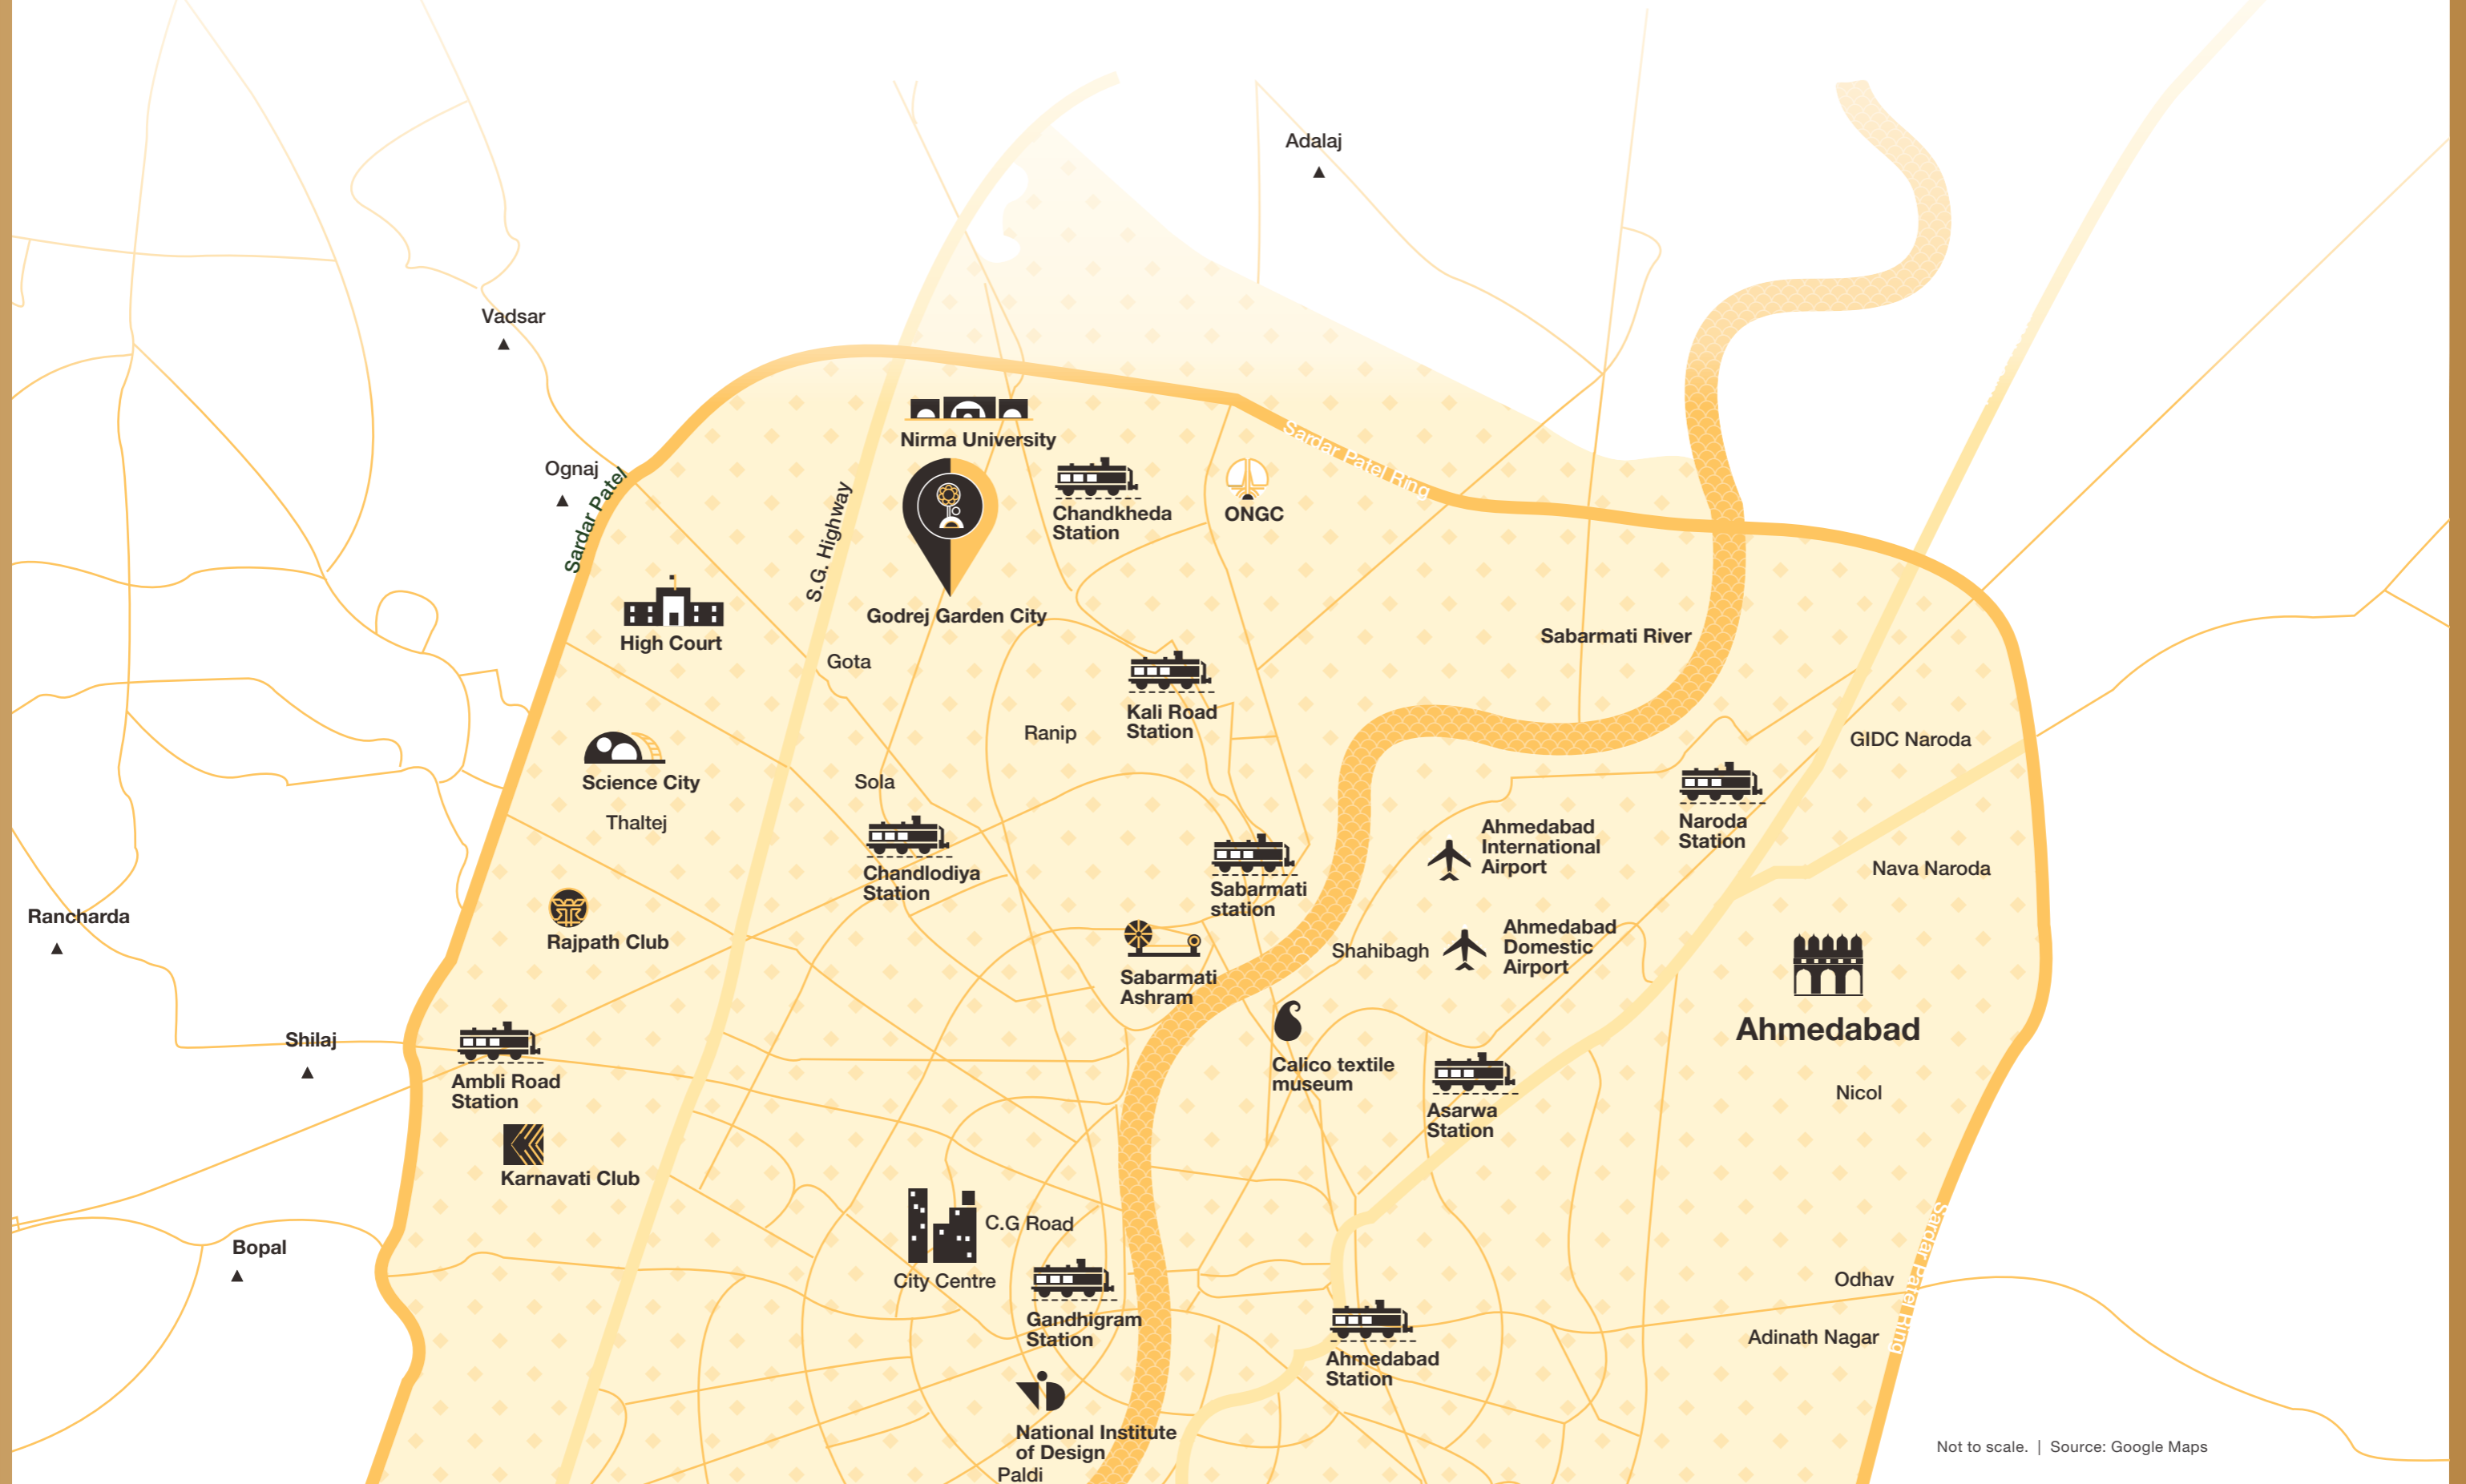 Adalaj
Vadsar
Sardar Patel Ring
Nirma University
Ognaj
Sardar Patel
S.G. Highway
Chandkheda
Station
ONGC
Godrej Garden City
High Court
Sabarmati River
Gota
Kali Road
Station
Ranip
GIDC Naroda
Science City
Sola
Thaltej
Naroda
Station
Ahmedabad
International
Airport
Chandlodiya
Station
Nava Naroda
Sabarmati
station
Rancharda
Rajpath Club
Shahibagh
Ahmedabad
Domestic
Airport
Sabarmati
Ashram
Ahmedabad
Shilaj
Calico textile
museum
Ambli Road
Station
Nicol
Asarwa
Station
Karnavati Club
C.G Road
Bopal
City Centre
Sardar Patel Ring
Odhav
Gandhigram
Station
Adinath Nagar
Ahmedabad
Station
National Institute
of Design
Paldi
Not to scale. | Source: Google Maps